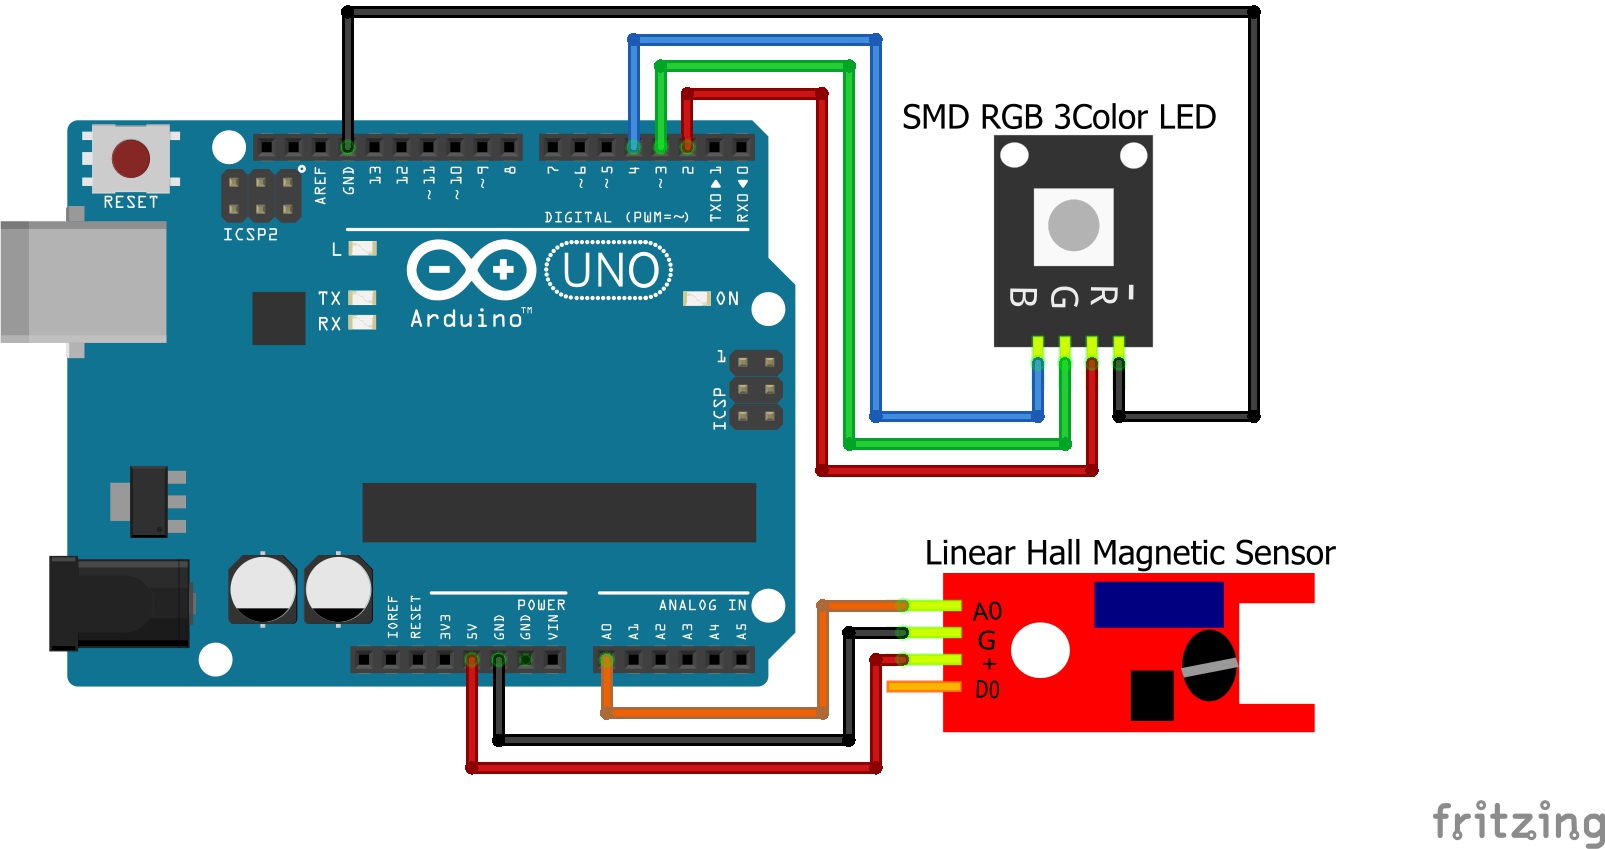 SMD RGB 3Color LED
B G R -
RESET
ICSP2
AREF
GND
13
12
~11
~10
~9
8
7
~6
~5
4
~3
2
TX0▶1
RX0◀0
DIGITAL (PWM=~)
L
TX
RX
Arduino™
UNO
ON
1
ICSP
Linear Hall Magnetic Sensor
A0
G
+
D0
POWER
ANALOG IN
IOREF
RESET
3V3
5V
GND
GND
VIN
A0
A1
A2
A3
A4
A5
fritzing